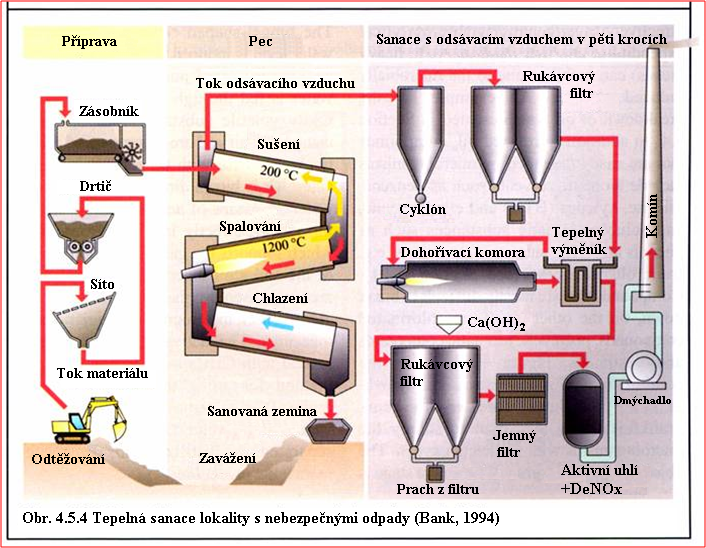 Příprava
Pec
Sanace s odsávacím vzduchem v pěti krocích
Tok odsávacího vzduchu
Rukávcový
filtr
Zásobník
Sušení
200 °C
Drtič
Cyklón
Komín
Spalování
1200 °C
Tepelný
výměník
Dohořívací komora
Síto
Chlazení
Ca(OH)2
Rukávcový
filtr
Tok materiálu
Dmýchadlo
Sanovaná zemina
Jemný
filtr
Odtěžování
Zavážení
Aktivní uhlí
+DeNOx
Prach z filtru
Obr. 4.5.4 Tepelná sanace lokality s nebezpečnými odpady (Bank, 1994)